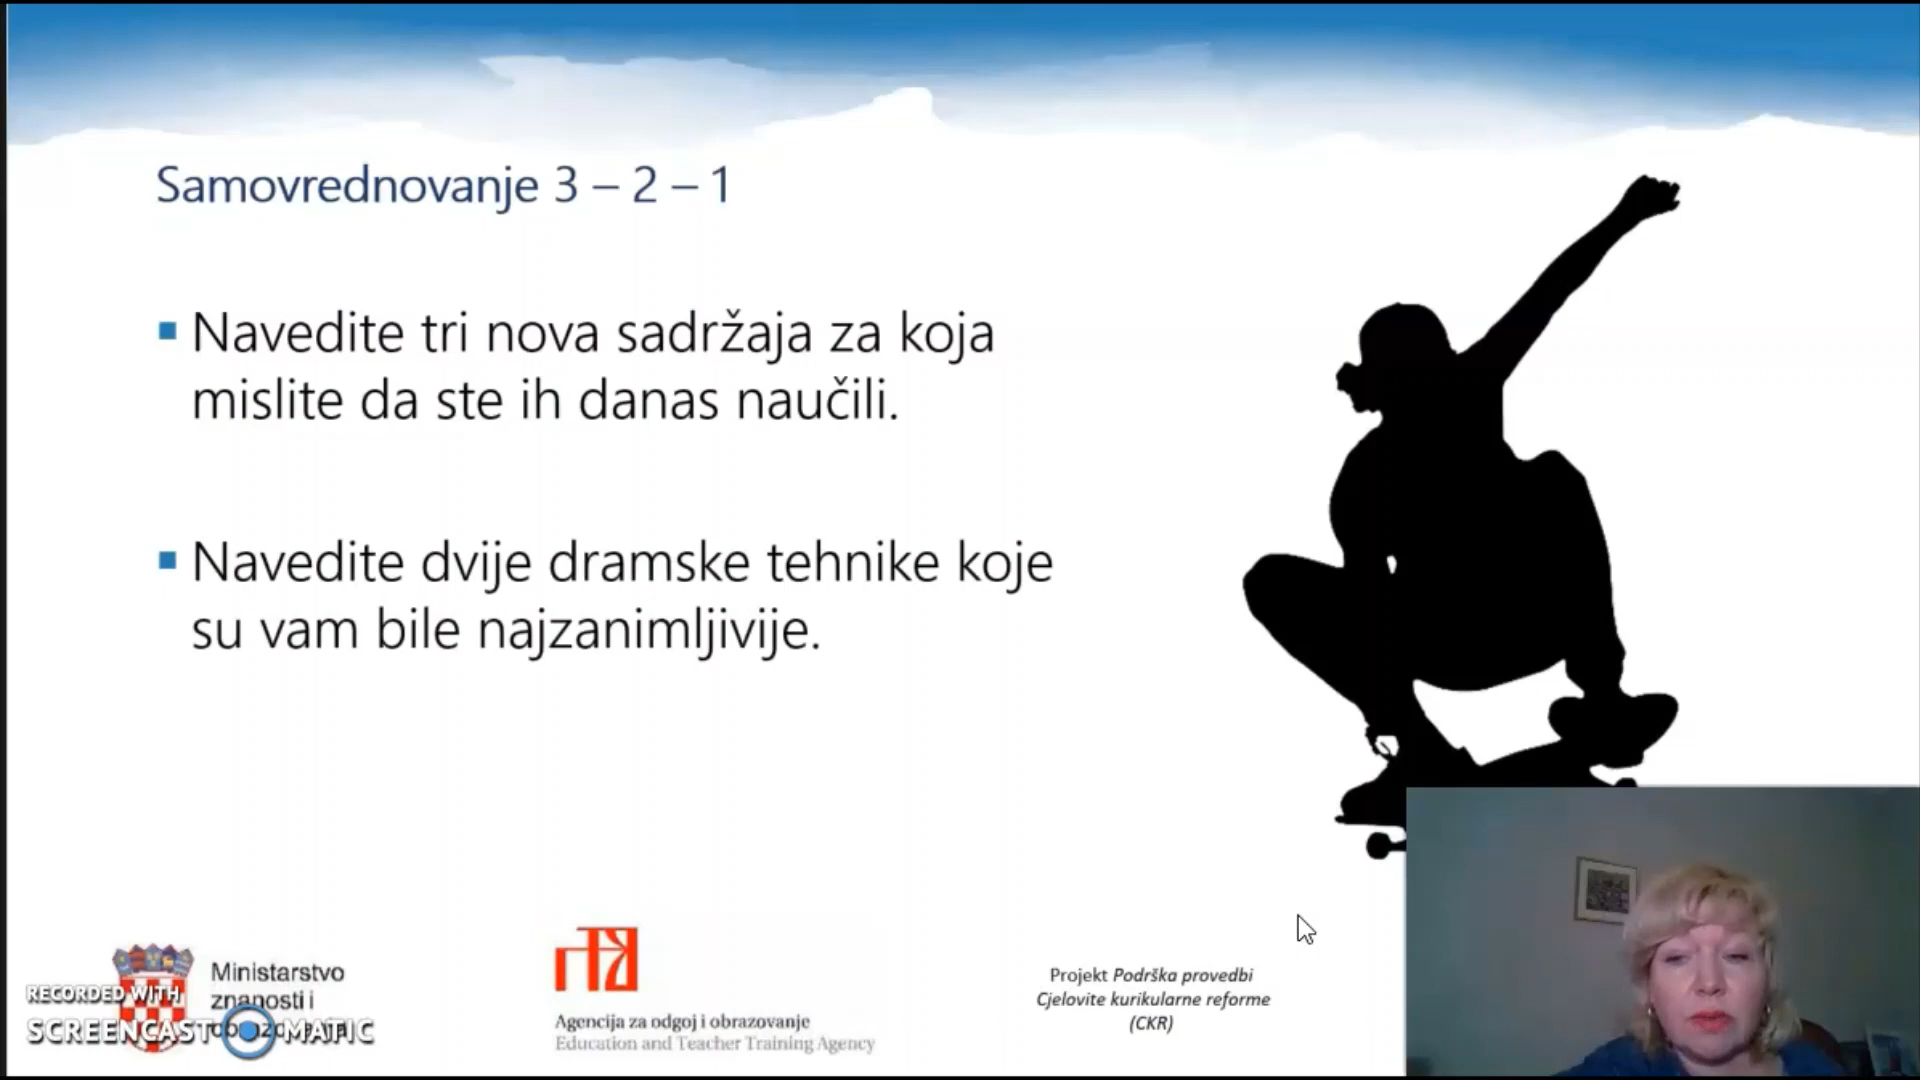 Samovrednovanje 3 – 2 – 1
▪ Navedite tri nova sadržaja za koja
mislite da ste ih danas naučili.
▪ Navedite dvije dramske tehnike koje
su vam bile najzanimljivije.
Ministarstvo
znanosti i
RECORDED WITH
SCREENCAST-O-MATIC
Agencija za odgoj i obrazovanje
Education and Teacher Training Agency
Projekt Podrška provedbi
Cjelovite kurikularne reforme
(CKR)